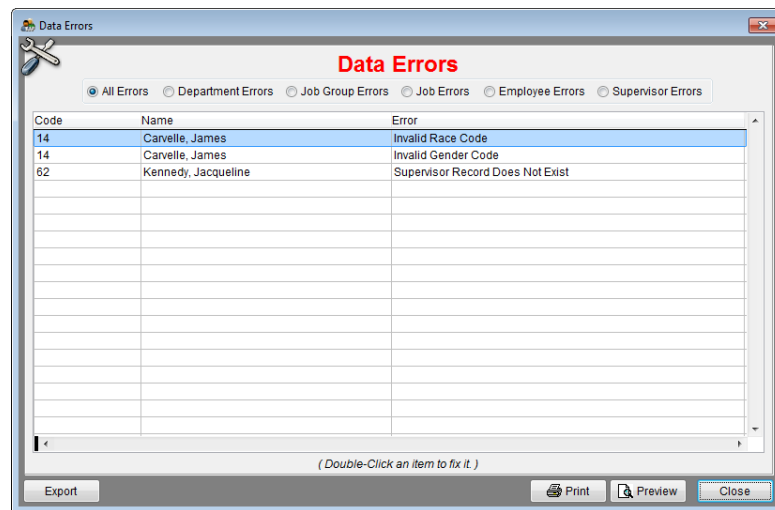 Data Errors
Data Errors
All Errors Department Errors Job Group Errors Job Errors Employee Errors Supervisor Errors
Code Name Error
14 Carvelle, James Invalid Race Code
14 Carvelle, James Invalid Gender Code
62 Kennedy, Jacqueline Supervisor Record Does Not Exist
( Double-Click an item to fix it. )
Export Print Preview Close